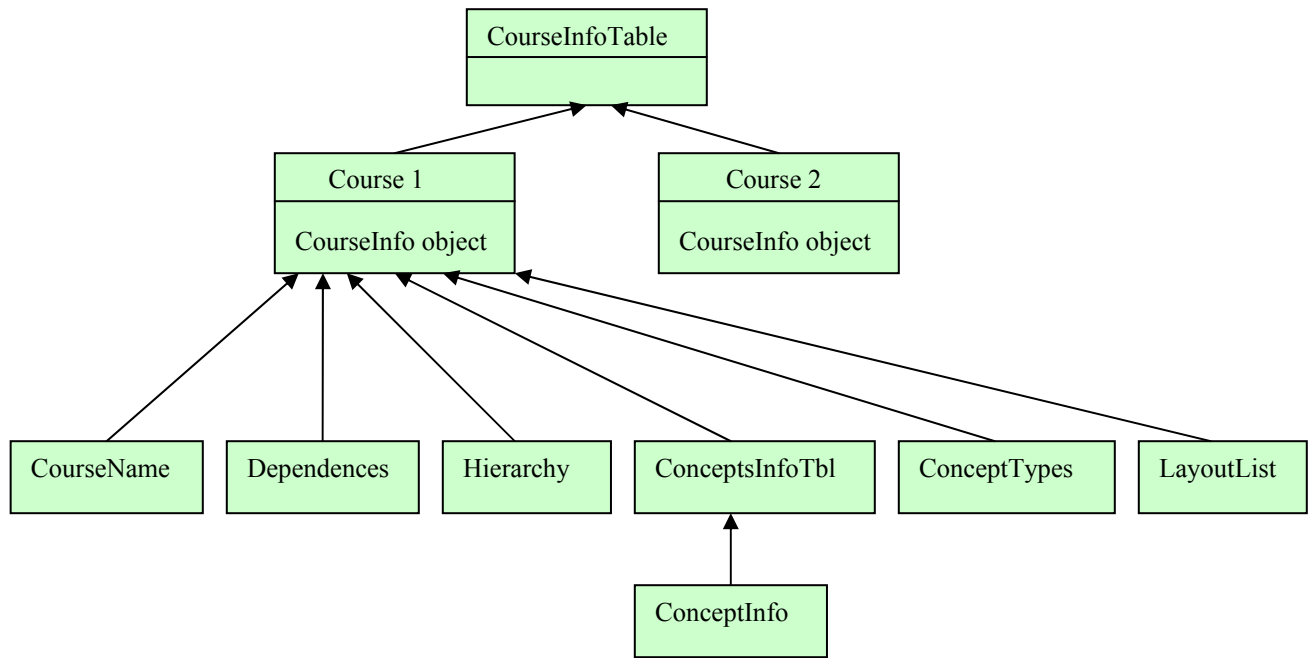 CourseInfoTable
Course 1
CourseInfo object
Course 2
CourseInfo object
CourseName
Dependences
Hierarchy
ConceptsInfoTbl
ConceptTypes
LayoutList
ConceptInfo